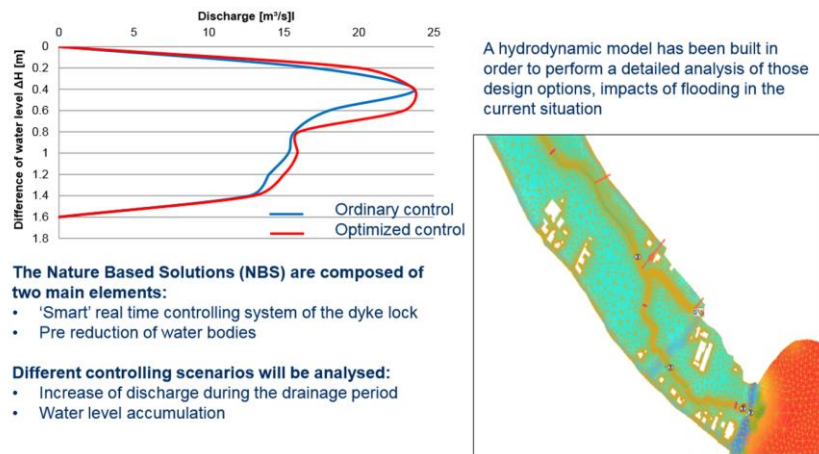 Discharge [m³/s]l
0 5 10 15 20 25
Difference of water level ΔH [m]
0
0.2
0.4
0.6
0.8
1
1.2
1.4
1.6
1.8
Ordinary control
Optimized control
The Nature Based Solutions (NBS) are composed of
two main elements:
• ‘Smart’ real time controlling system of the dyke lock
• Pre reduction of water bodies
Different controlling scenarios will be analysed:
• Increase of discharge during the drainage period
• Water level accumulation
A hydrodynamic model has been built in
order to perform a detailed analysis of those
design options, impacts of flooding in the
current situation